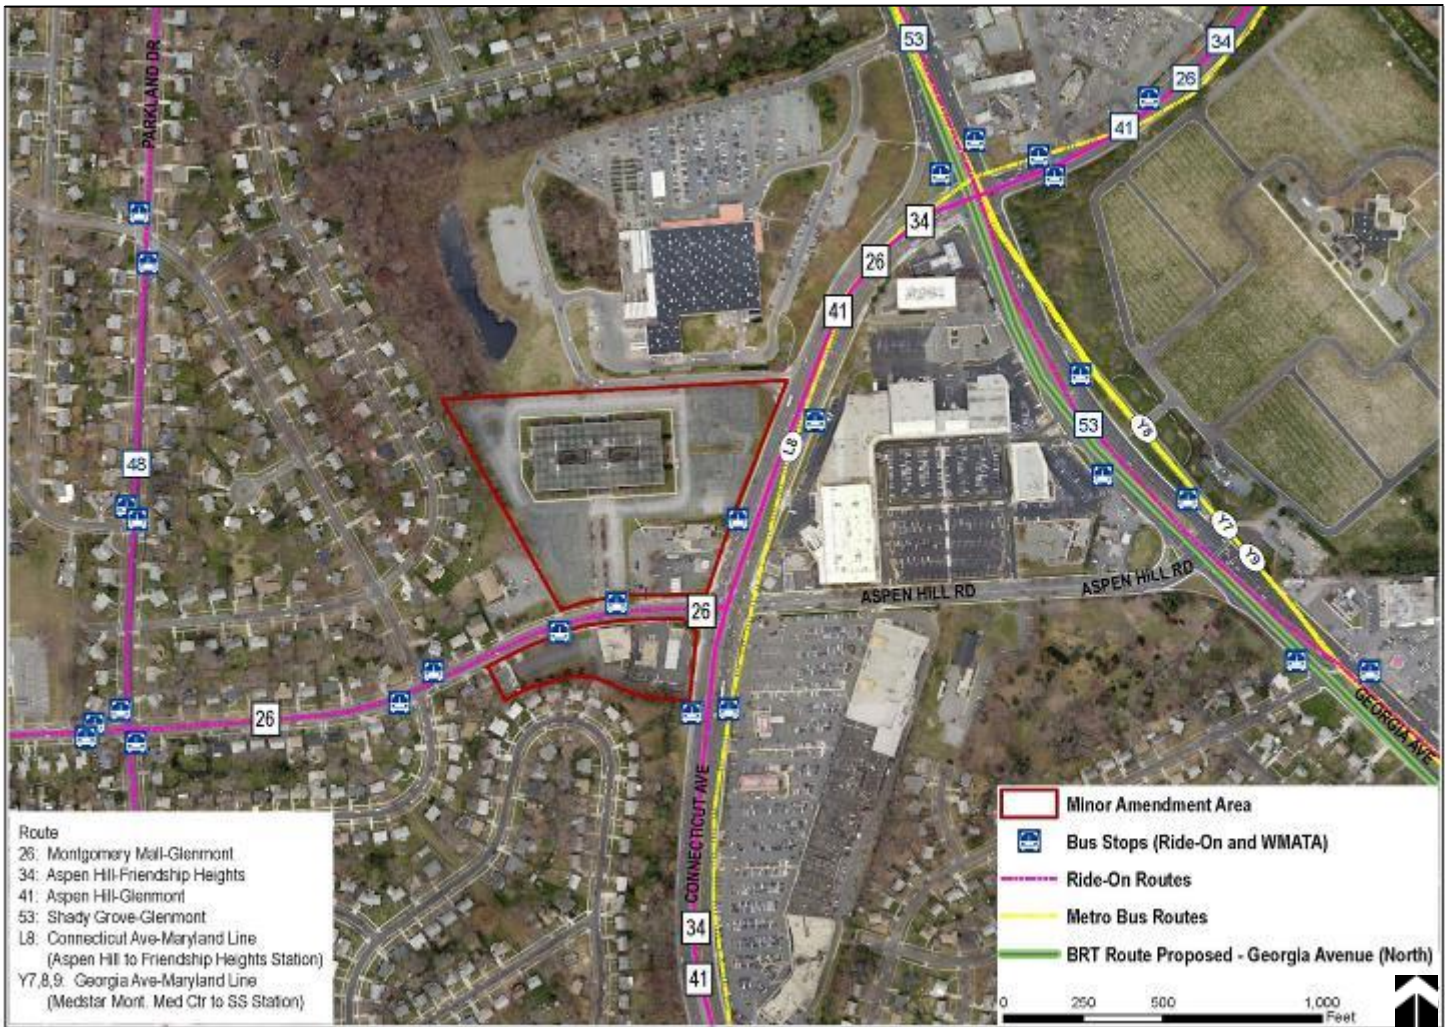 PARKLAND DR
53
34
26
41
34
26
41
48
53
L8
Y8
Y7
Y9
ASPEN HILL RD
ASPEN HILL RD
26
26
GEORGIA AVE
CONNECTICUT AVE
34
41
Route
26: Montgomery Mall-Glenmont
34: Aspen Hill-Friendship Heights
41: Aspen Hill-Glenmont
53: Shady Grove-Glenmont
L8: Connecticut Ave-Maryland Line
(Aspen Hill to Friendship Heights Station)
Y7,8,9: Georgia Ave-Maryland Line
(Medstar Mont. Med Ctr to SS Station)
Minor Amendment Area
Bus Stops (Ride-On and WMATA)
Ride-On Routes
Metro Bus Routes
BRT Route Proposed - Georgia Avenue (North)
0 250 500 1,000
Feet